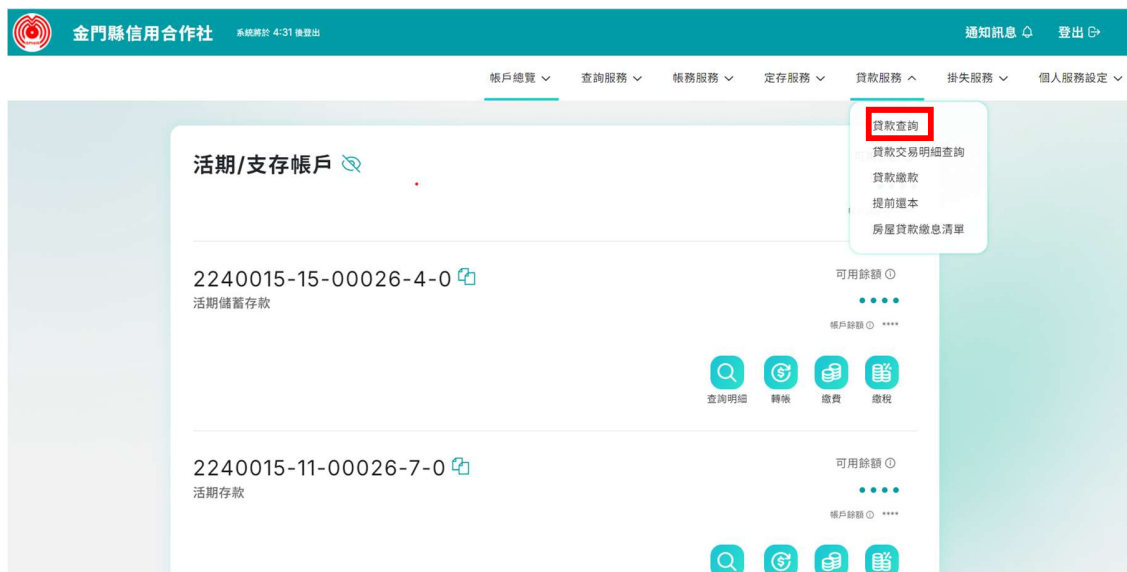 金門縣信用合作社 系統將於 4:31 後登出 通知訊息 登出
帳戶總覽 查詢服務 帳務服務 定存服務 貸款服務 掛失服務 個人服務設定
貸款查詢
貸款交易明細查詢
貸款繳款
提前還本
房屋貸款繳息清單
活期/支存帳戶
2240015-15-00026-4-0
活期儲蓄存款
可用餘額
••••
帳戶餘額 ****
查詢明細 轉帳 繳費 繳稅
2240015-11-00026-7-0
活期存款
可用餘額
••••
帳戶餘額 ****